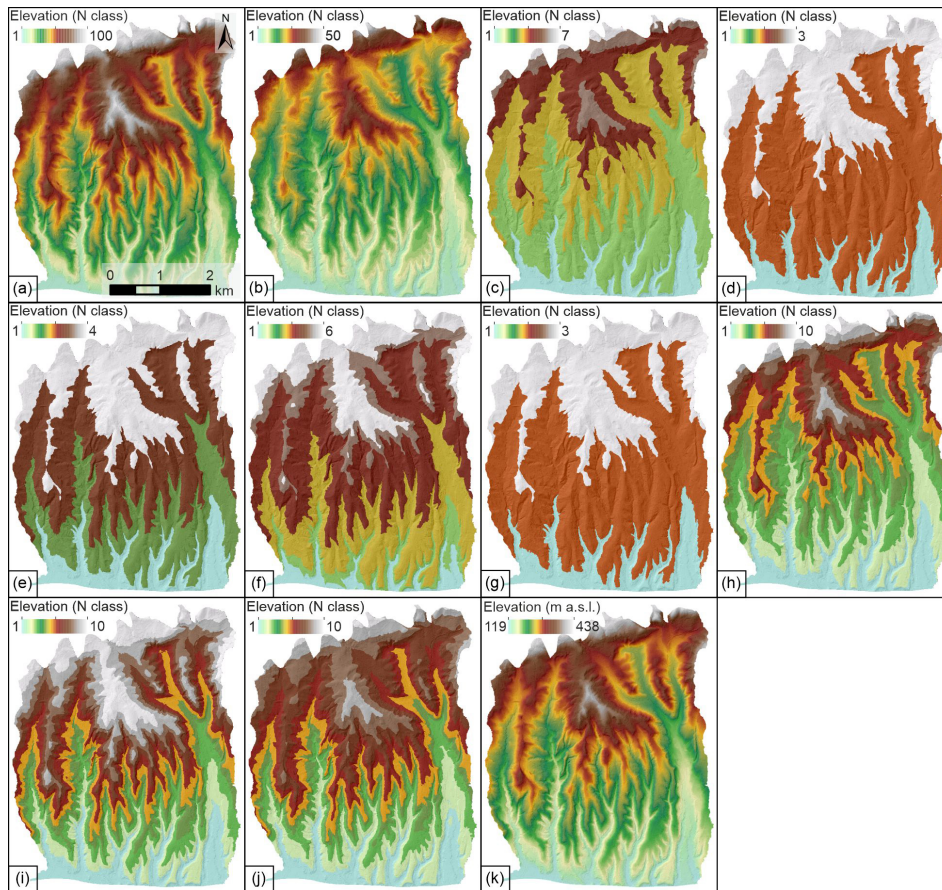 Elevation (N class)
1 100
N
(a)
0 1 2
km
Elevation (N class)
1 50
(b)
Elevation (N class)
1 7
(c)
Elevation (N class)
1 3
(d)
Elevation (N class)
1 4
(e)
Elevation (N class)
1 6
(f)
Elevation (N class)
1 3
(g)
Elevation (N class)
1 10
(h)
Elevation (N class)
1 10
(i)
Elevation (N class)
1 10
(j)
Elevation (m a.s.l.)
119 438
(k)